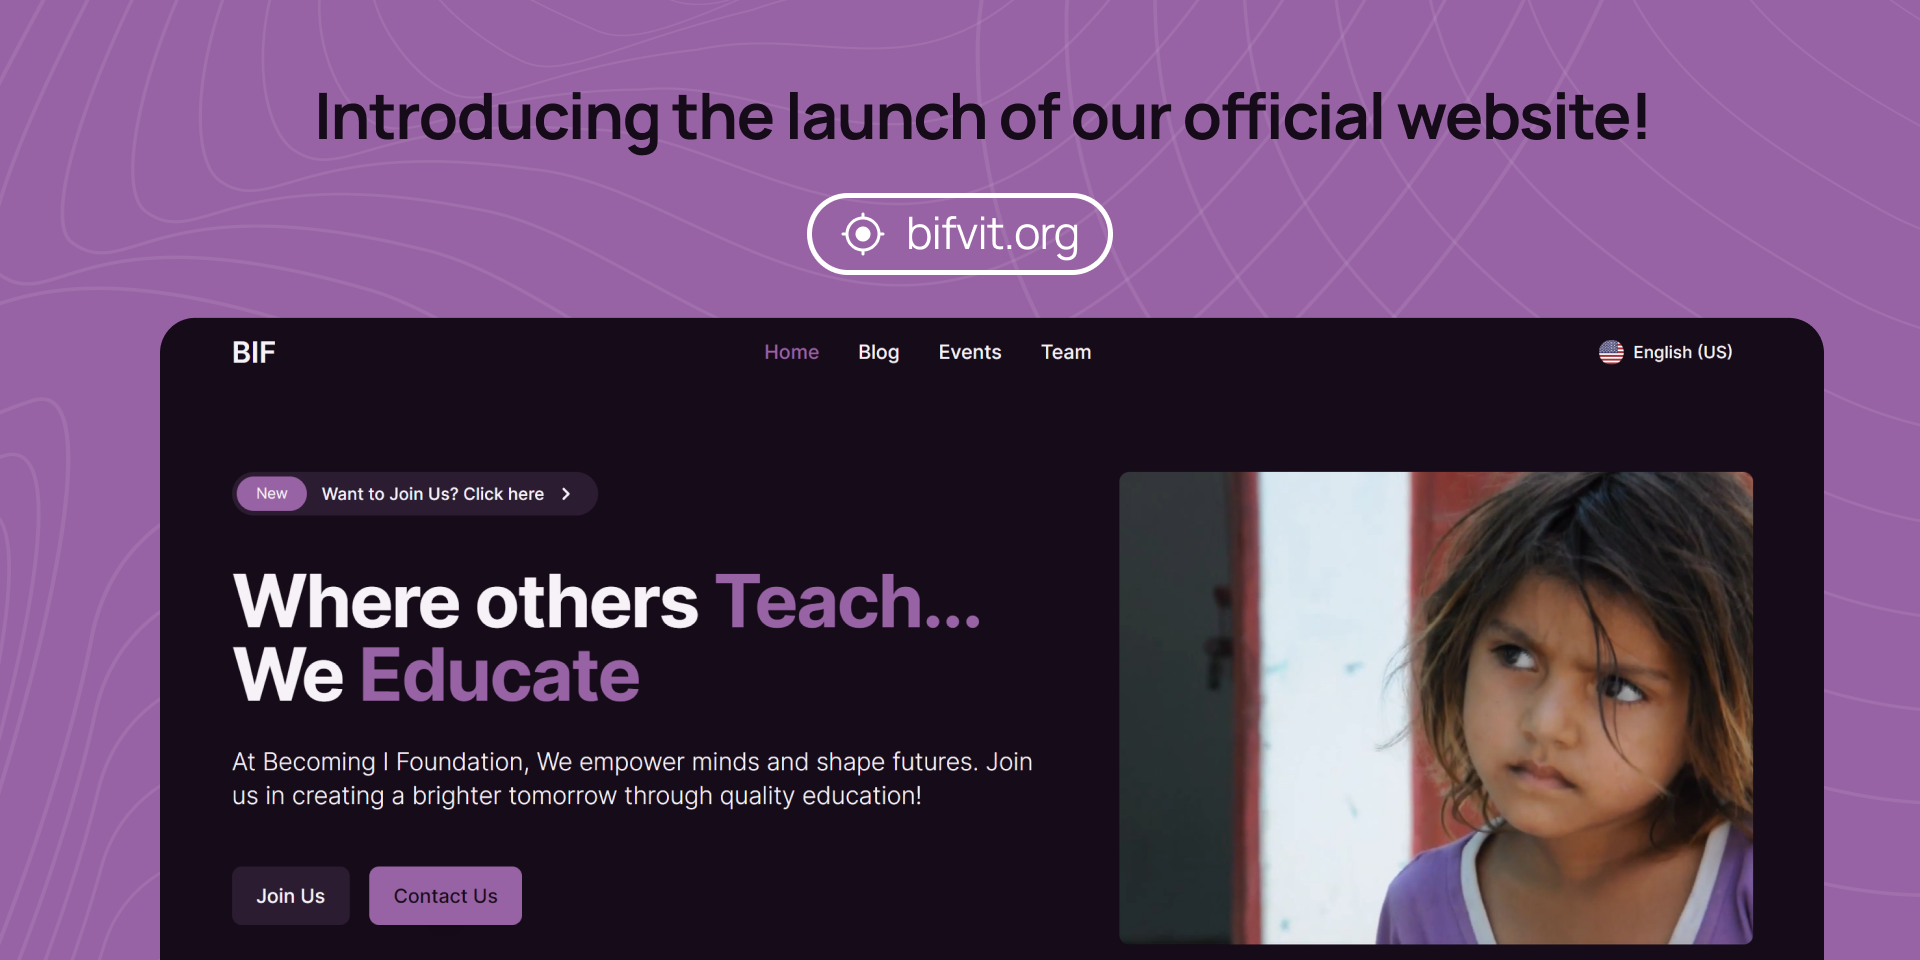 Introducing the launch of our official website!
bifvit.org
BIF
Home Blog Events Team
English (US)
New Want to Join Us? Click here
Where others Teach...
We Educate
At Becoming I Foundation, We empower minds and shape futures. Join
us in creating a brighter tomorrow through quality education!
Join Us Contact Us